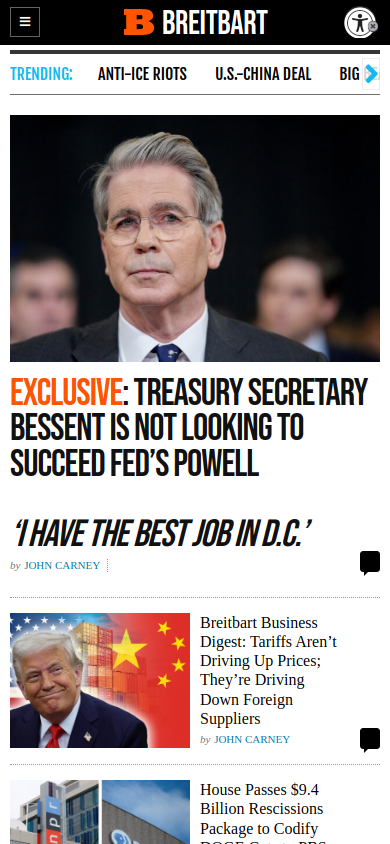 BREITBART
TRENDING: ANTI-ICE RIOTS U.S.-CHINA DEAL BIG
EXCLUSIVE: TREASURY SECRETARY
BESSENT IS NOT LOOKING TO
SUCCEED FED’S POWELL
‘I HAVE THE BEST JOB IN D.C.’
by JOHN CARNEY
Breitbart Business
Digest: Tariffs Aren’t
Driving Up Prices;
They’re Driving
Down Foreign
Suppliers
by JOHN CARNEY
n p r
House Passes $9.4
Billion Rescissions
Package to Codify